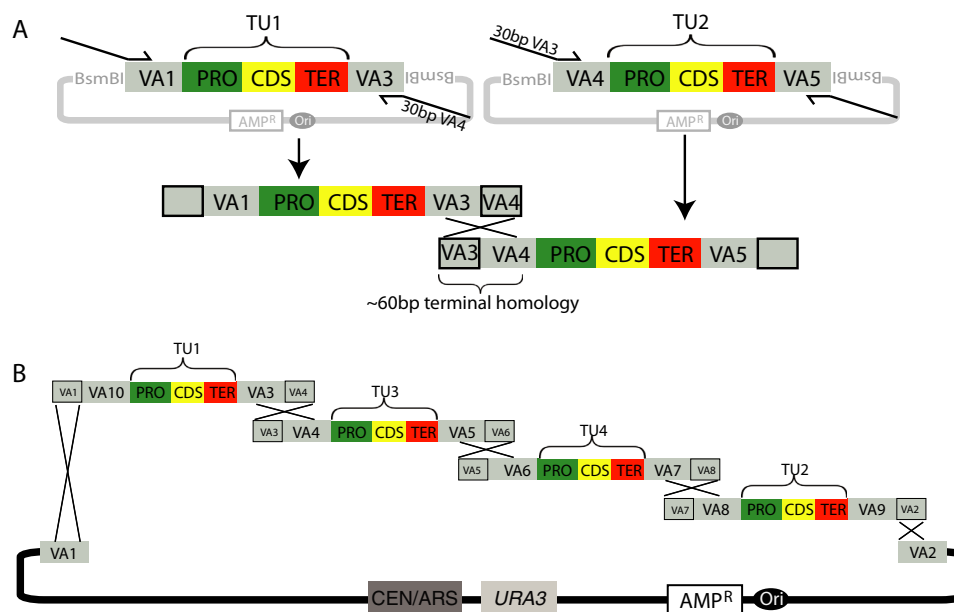 A
TU1
TU2
30bp VA3
BsmBI VA1 PRO CDS TER VA3 BsmBI
BsmBI VA4 PRO CDS TER VA5 BsmBI
30bp VA4
AMPR Ori
AMPR Ori
VA1 PRO CDS TER VA3 VA4
VA3 VA4 PRO CDS TER VA5
~60bp terminal homology
B
TU1
VA1 VA10 PRO CDS TER VA3 VA4
TU3
VA3 VA4 PRO CDS TER VA5 VA6
TU4
VA5 VA6 PRO CDS TER VA7 VA8
TU2
VA7 VA8 PRO CDS TER VA9 VA2
VA1
VA2
CEN/ARS URA3 AMPR Ori